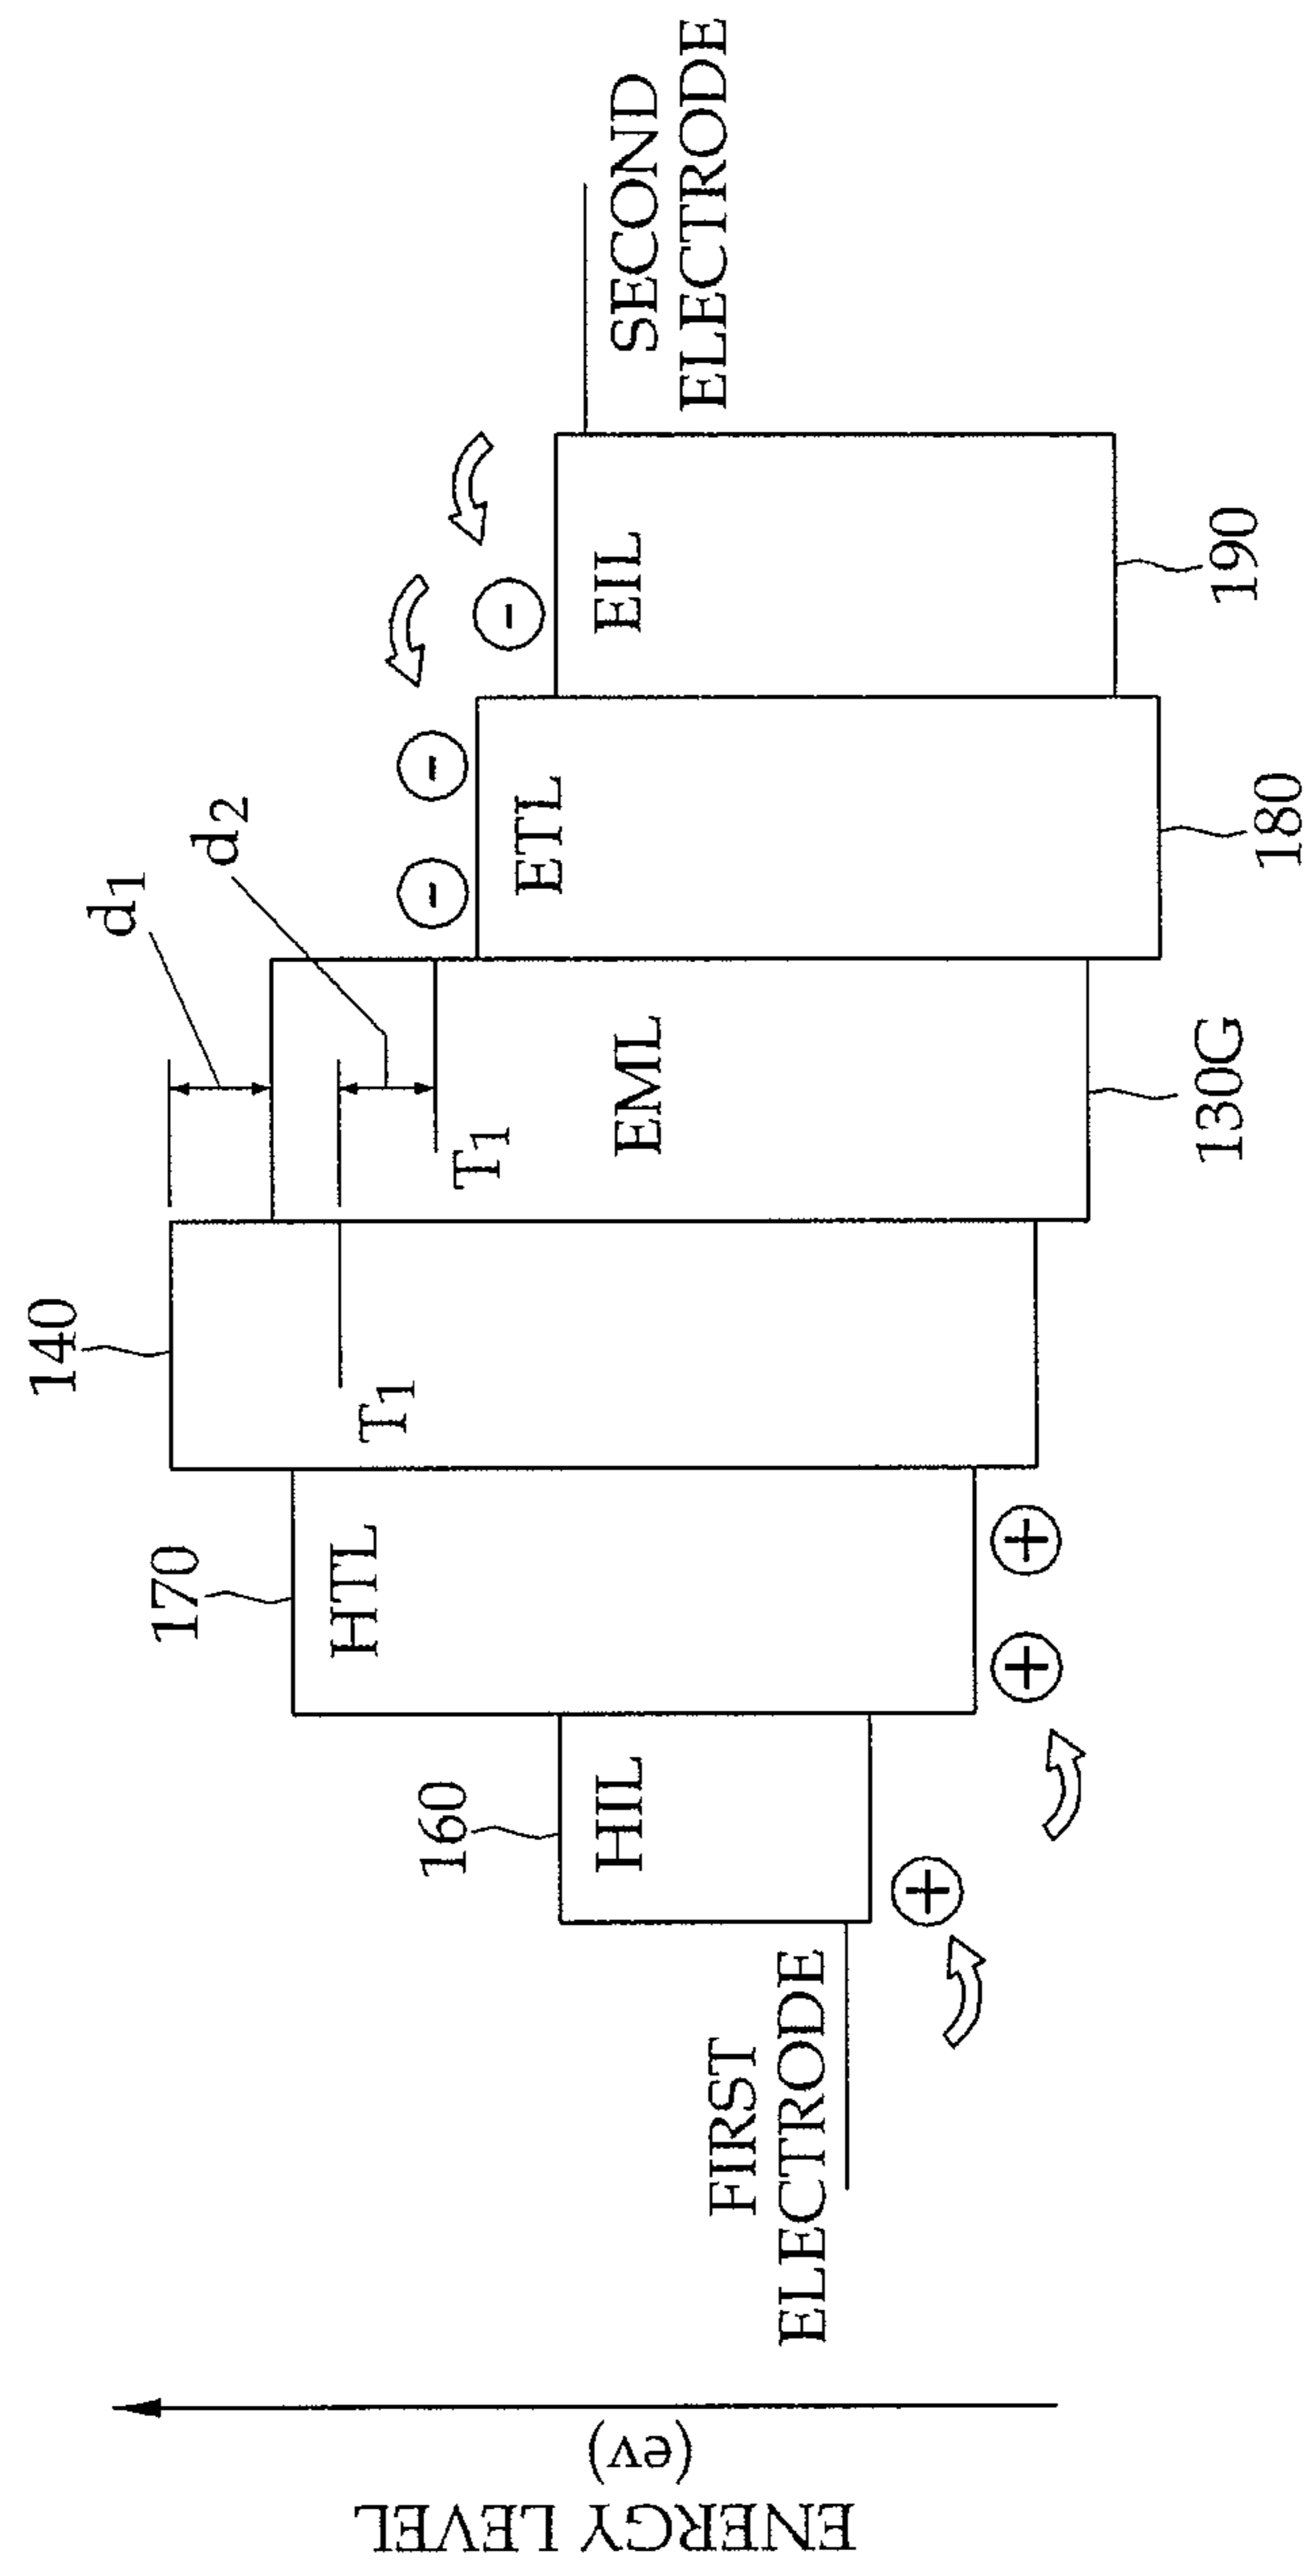 ENERGY LEVEL
(ev)
FIRST
ELECTRODE
160
HIL
170
HTL
140
T1
d1
d2
T1
EML
130G
ETL
180
EIL
190
SECOND
ELECTRODE
+
+
+
-
-
-